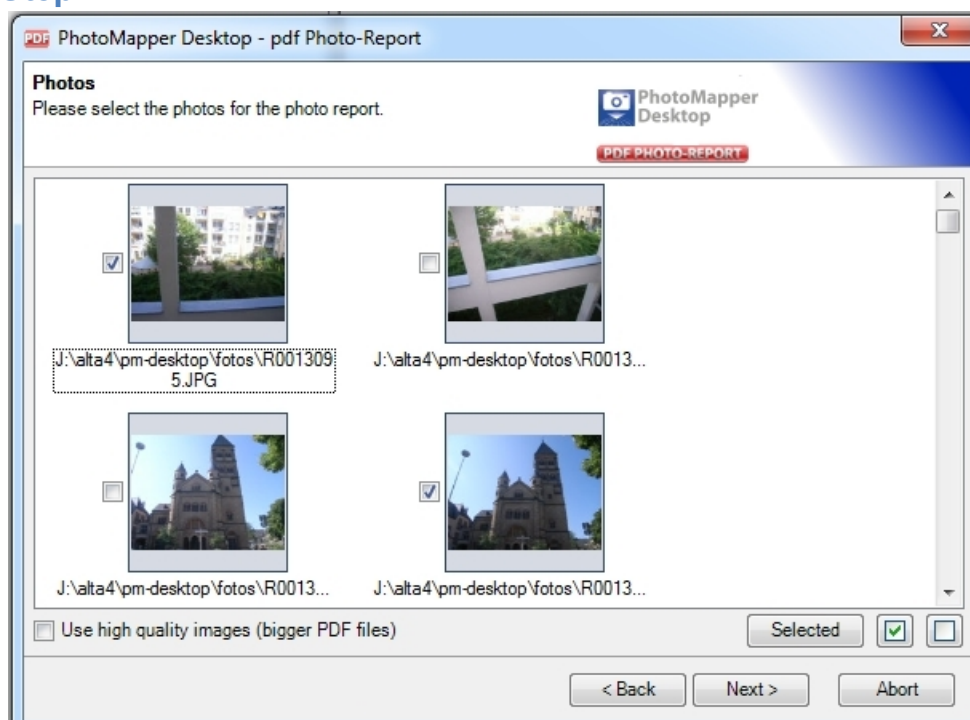 PDF PhotoMapper Desktop - pdf Photo-Report
Photos
Please select the photos for the photo report.
PhotoMapper
Desktop
PDF PHOTO-REPORT
J:\alta4\pm-desktop\fotos\R001309
5.JPG
J:\alta4\pm-desktop\fotos\R0013...
J:\alta4\pm-desktop\fotos\R0013...
J:\alta4\pm-desktop\fotos\R0013...
Use high quality images (bigger PDF files)
Selected
< Back
Next >
Abort